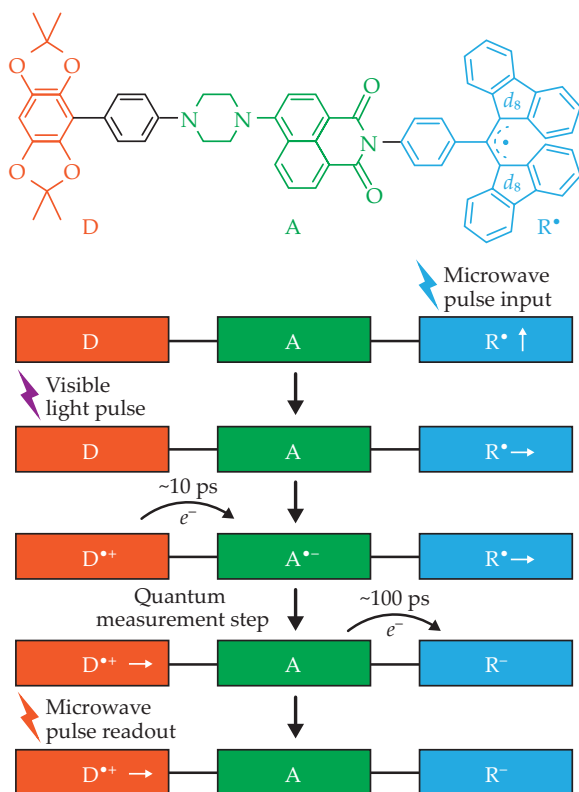 O O
O O
N N
O
N
O
d₈
d₈
D A R•
Microwave
pulse input
D A R• ↑
Visible
light pulse
D A R• →
~10 ps
e⁻
D•+ A•− R• →
Quantum
measurement step
~100 ps
e⁻
D•+ → A R⁻
Microwave
pulse readout
D•+ → A R⁻